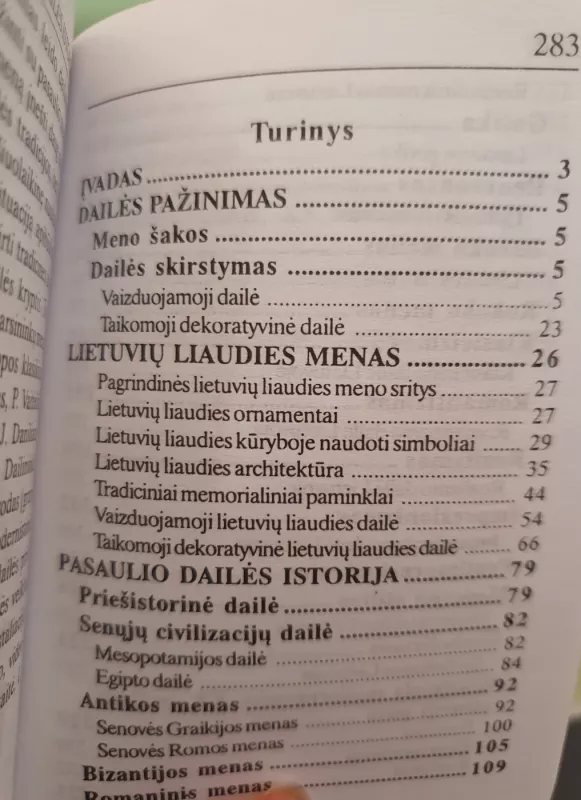 283
Turinys
ĮVADAS 3
DAILĖS PAŽINIMAS 5
Meno šakos 5
Dailės skirstymas 5
Vaizduojamoji dailė 5
Taikomoji dekoratyvinė dailė 23
LIETUVIŲ LIAUDIES MENAS 26
Pagrindinės lietuvių liaudies meno sritys 27
Lietuvių liaudies ornamentai 27
Lietuvių liaudies kūryboje naudoti simboliai 29
Lietuvių liaudies architektūra 35
Tradiciniai memorialiniai paminklai 44
Vaizduojamoji lietuvių liaudies dailė 54
Taikomoji dekoratyvinė lietuvių liaudies dailė 66
PASAULIO DAILĖS ISTORIJA 79
Priešistorinė dailė 79
Senųjų civilizacijų dailė 82
Mesopotamijos dailė 82
Egipto dailė 84
Antikos menas 92
Senovės Graikijos menas 92
Senovės Romos menas 100
Bizantijos menas 105
Romaninis menas 109